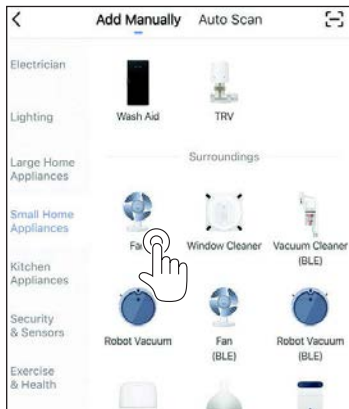 Add Manually Auto Scan
Electrician
Lighting
Large Home
Appliances
Small Home
Appliances
Kitchen
Appliances
Security
& Sensors
Exercise
& Health
Wash Aid TRV
Surroundings
Fan Window Cleaner Vacuum Cleaner
(BLE)
Robot Vacuum Fan
(BLE) Robot Vacuum
(BLE)